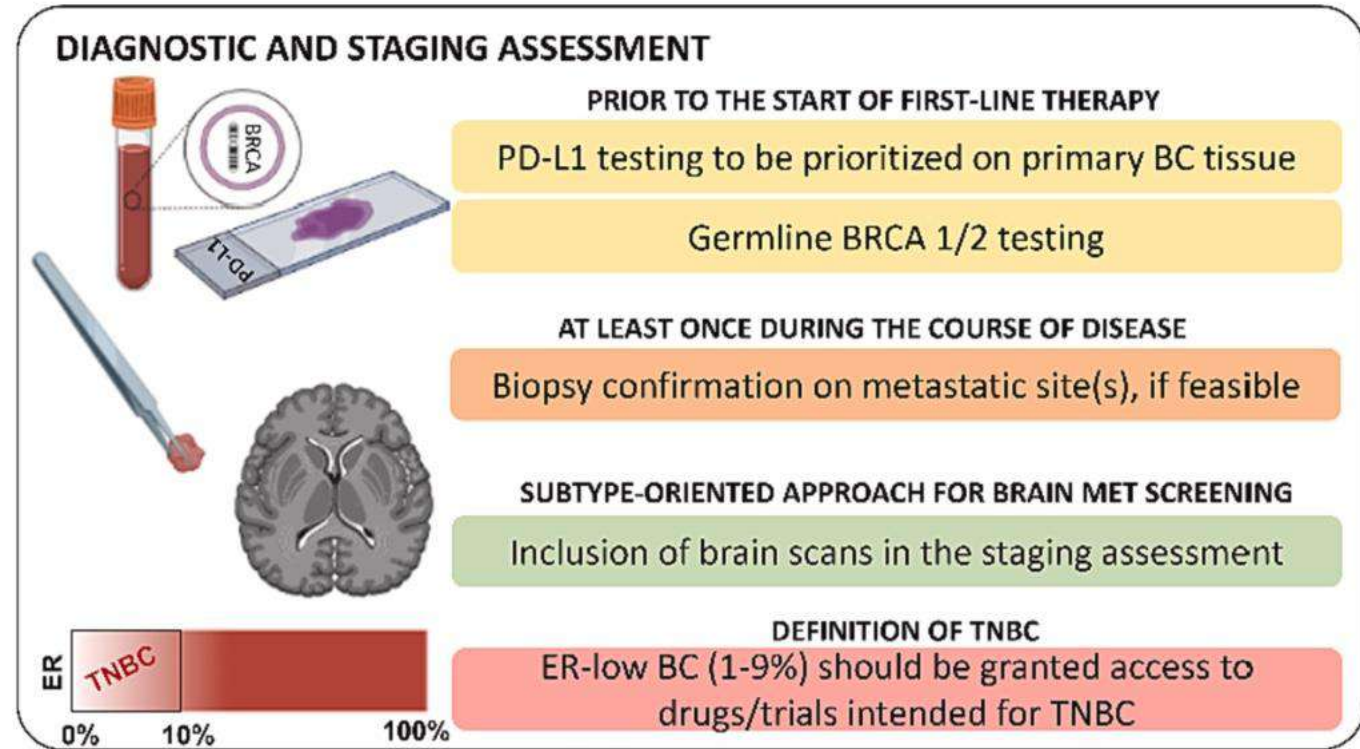 DIAGNOSTIC AND STAGING ASSESSMENT
BRCA
PD-L1
PRIOR TO THE START OF FIRST-LINE THERAPY
PD-L1 testing to be prioritized on primary BC tissue
Germline BRCA 1/2 testing
AT LEAST ONCE DURING THE COURSE OF DISEASE
Biopsy confirmation on metastatic site(s), if feasible
SUBTYPE-ORIENTED APPROACH FOR BRAIN MET SCREENING
Inclusion of brain scans in the staging assessment
ER
TNBC
0% 10% 100%
DEFINITION OF TNBC
ER-low BC (1-9%) should be granted access to
drugs/trials intended for TNBC